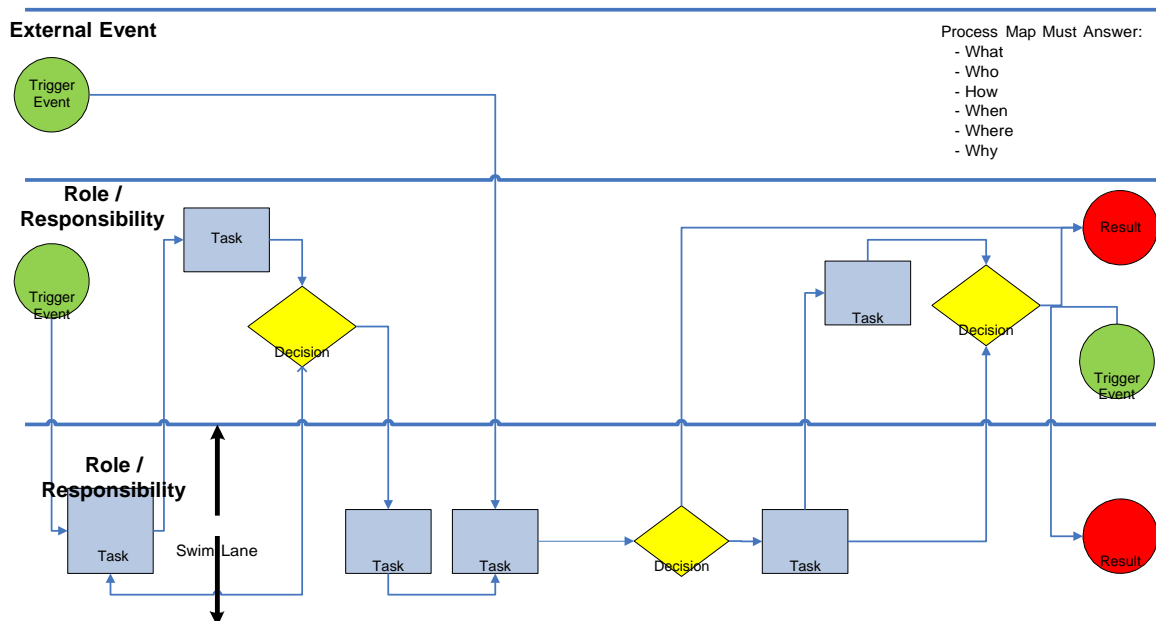 External Event
Process Map Must Answer:
- What
- Who
- How
- When
- Where
- Why
Trigger
Event
Role /
Responsibility
Task
Result
Trigger
Event
Task
Decision
Decision
Trigger
Event
Role /
Responsibility
Swim Lane
Task
Task
Task
Decision
Task
Result